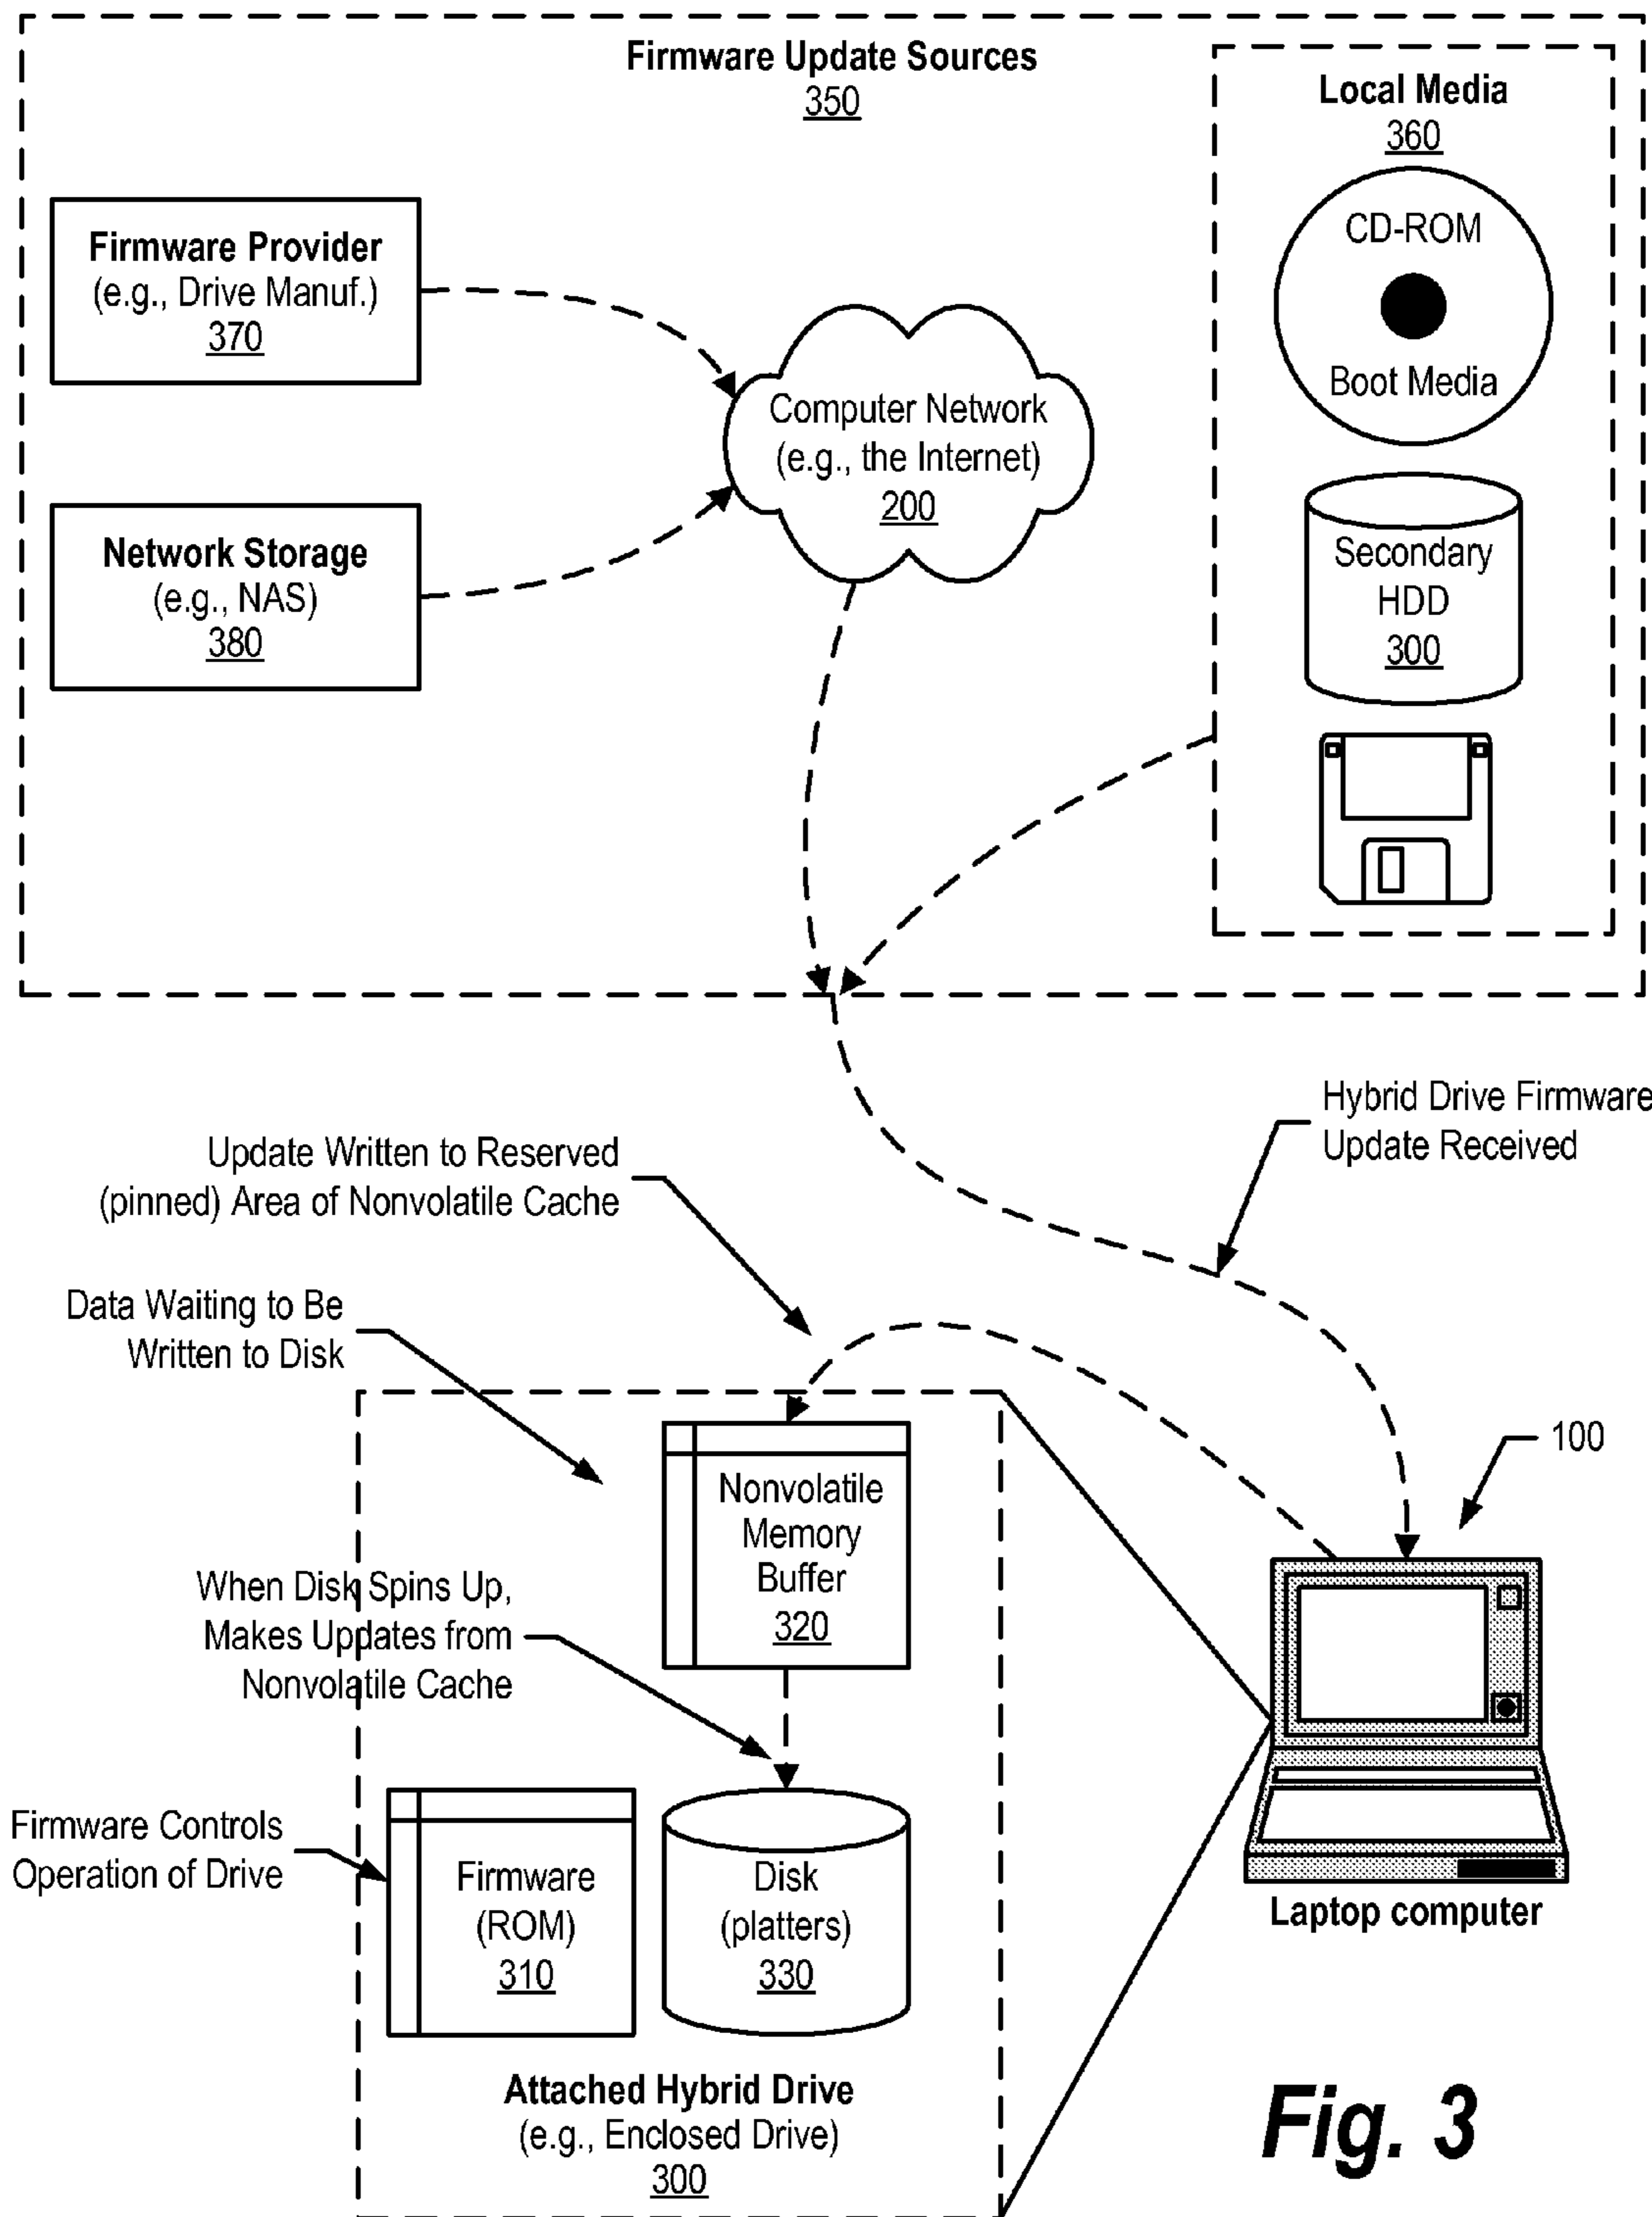 Firmware Update Sources
350
Local Media
360
CD-ROM
Boot Media
Secondary
HDD
300
Firmware Provider
(e.g., Drive Manuf.)
370
Computer Network
(e.g., the Internet)
200
Network Storage
(e.g., NAS)
380
Hybrid Drive Firmware
Update Received
Update Written to Reserved
(pinned) Area of Nonvolatile Cache
Data Waiting to Be
Written to Disk
100
Nonvolatile
Memory
Buffer
320
When Disk Spins Up,
Makes Updates from
Nonvolatile Cache
Firmware Controls
Operation of Drive
Firmware
(ROM)
310
Disk
(platters)
330
Laptop computer
Attached Hybrid Drive
(e.g., Enclosed Drive)
300
Fig. 3